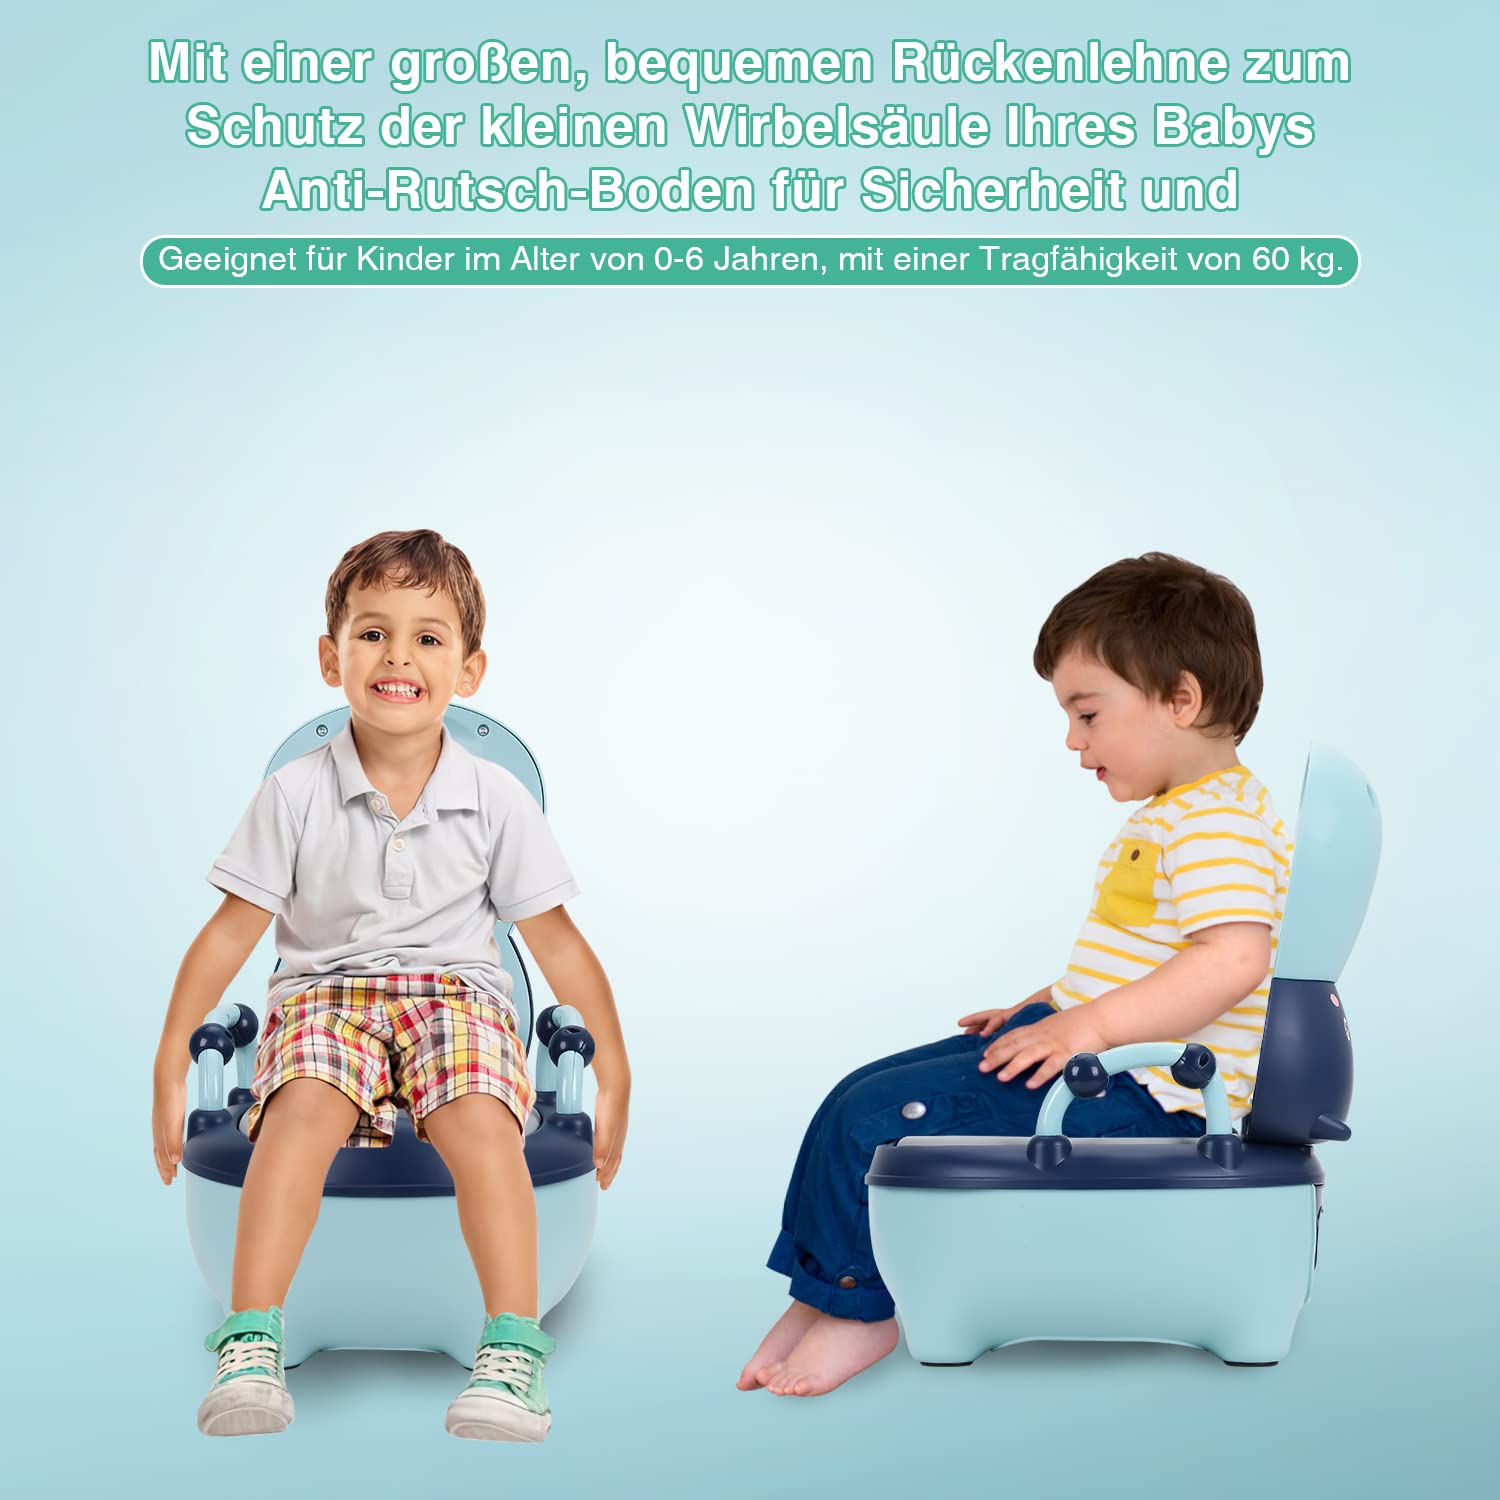 Mit einer großen, bequemen Rückenlehne zum
Schutz der kleinen Wirbelsäule Ihres Babys
Anti-Rutsch-Boden für Sicherheit und
Geeignet für Kinder im Alter von 0-6 Jahren, mit einer Tragfähigkeit von 60 kg.